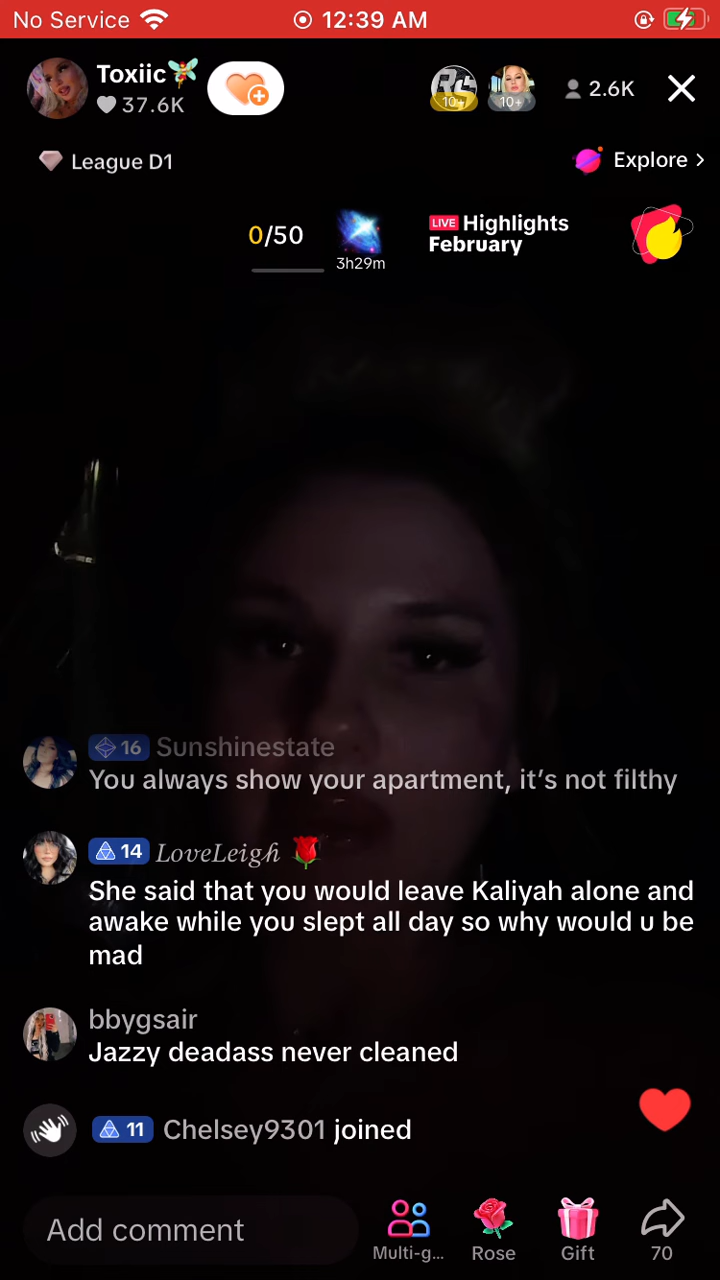 No Service 12:39 AM
Toxiic🧚
37.6K
10+ 10+ 2.6K
League D1
Explore >
0/50
3h29m
LIVE Highlights
February
16 Sunshinestate
You always show your apartment, it’s not filthy
14 LoveLeigh 🌹
She said that you would leave Kaliyah alone and
awake while you slept all day so why would u be
mad
bbygsair
Jazzy deadass never cleaned
11 Chelsey9301 joined
Add comment
Multi-g...
Rose
Gift
70